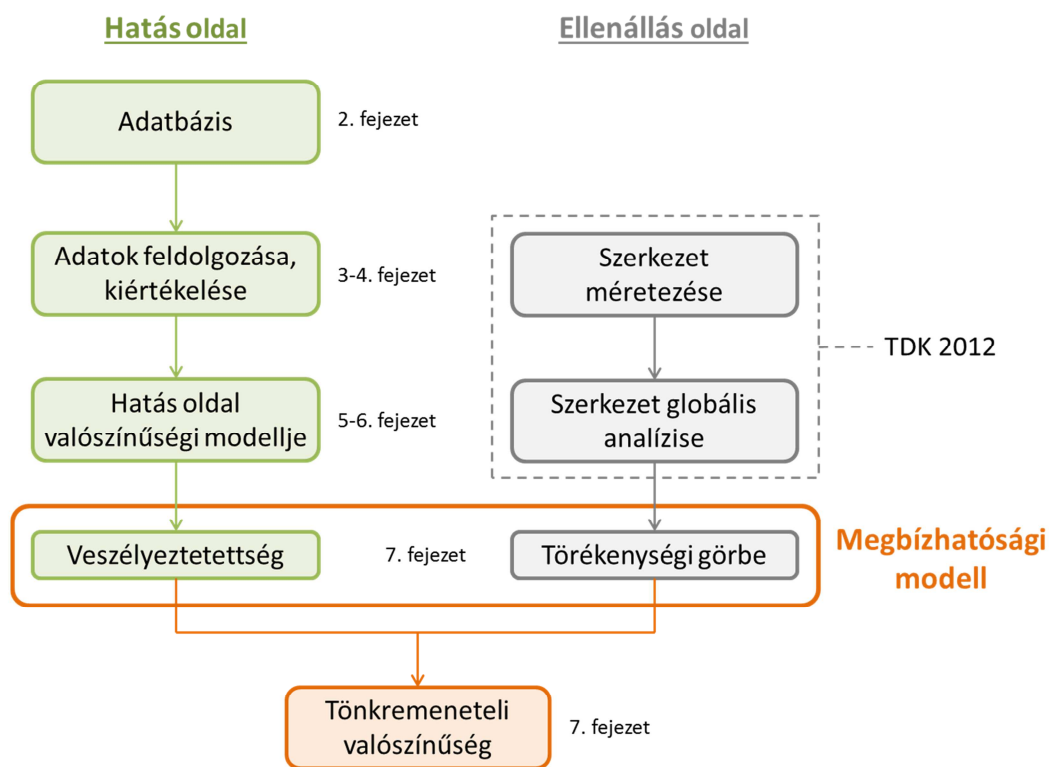 Hatás oldal
Ellenállás oldal
Adatbázis
2. fejezet
Adatok feldolgozása,
kiértékelése
3-4. fejezet
Szerkezet
méretezése
TDK 2012
Hatás oldal
valószínűségi modellje
5-6. fejezet
Szerkezet globális
analízise
Veszélyeztetettség
7. fejezet
Törékenységi görbe
Megbízhatósági
modell
Tönkremeneteli
valószínűség
7. fejezet